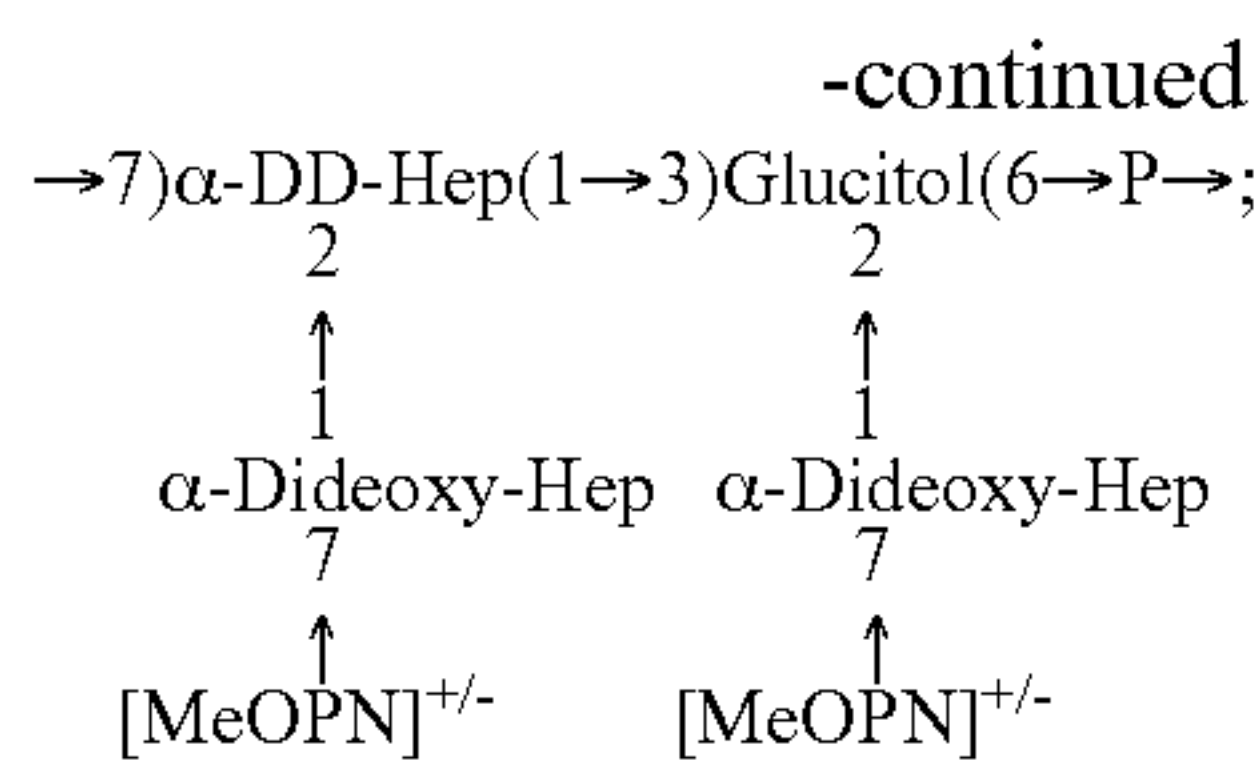 -continued
→7)α-DD-Hep(1→3)Glucitol(6→P→;
2 2
↑ ↑
1 1
α-Dideoxy-Hep α-Dideoxy-Hep
7 7
↑ ↑
[MeOPN]+/- [MeOPN]+/-